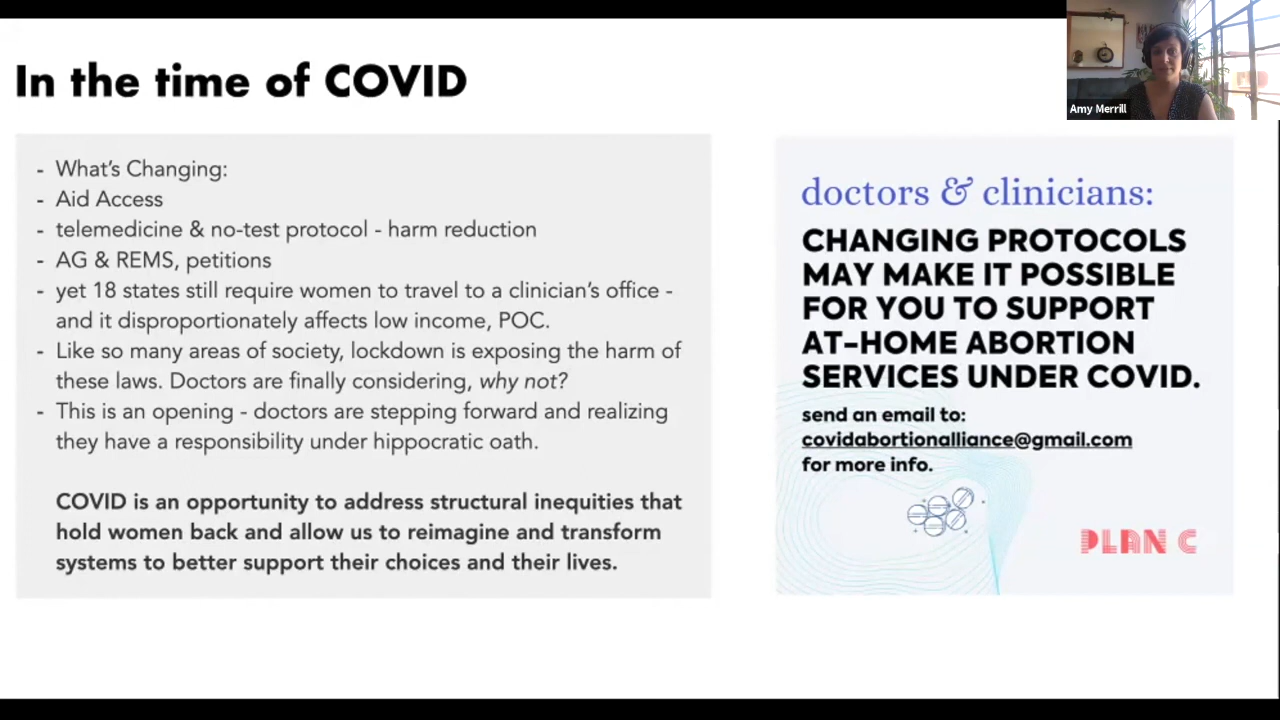 In the time of COVID
Amy Merrill
- What's Changing:
- Aid Access
- telemedicine & no-test protocol - harm reduction
- AG & REMS, petitions
- yet 18 states still require women to travel to a clinician's office -
and it disproportionately affects low income, POC.
- Like so many areas of society, lockdown is exposing the harm of
these laws. Doctors are finally considering, why not?
- This is an opening - doctors are stepping forward and realizing
they have a responsibility under hippocratic oath.
COVID is an opportunity to address structural inequities that
hold women back and allow us to reimagine and transform
systems to better support their choices and their lives.
doctors & clinicians:
CHANGING PROTOCOLS
MAY MAKE IT POSSIBLE
FOR YOU TO SUPPORT
AT-HOME ABORTION
SERVICES UNDER COVID.
send an email to:
covidabortionalliance@gmail.com
for more info.
PLAN C